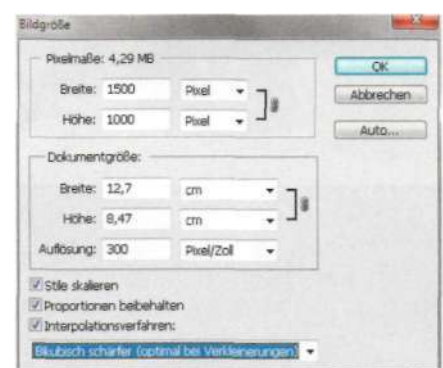 Bildgröße
Pixelmaße: 4,29 MB
Breite: 1500 Pixel
Höhe: 1000 Pixel
OK
Abbrechen
Auto...
Dokumentgröße:
Breite: 12,7 cm
Höhe: 8,47 cm
Auflösung: 300 Pixel/Zoll
Stile skalieren
Proportionen beibehalten
Interpolationsverfahren:
Bikubisch schärfer (optimal bei Verkleinerungen)